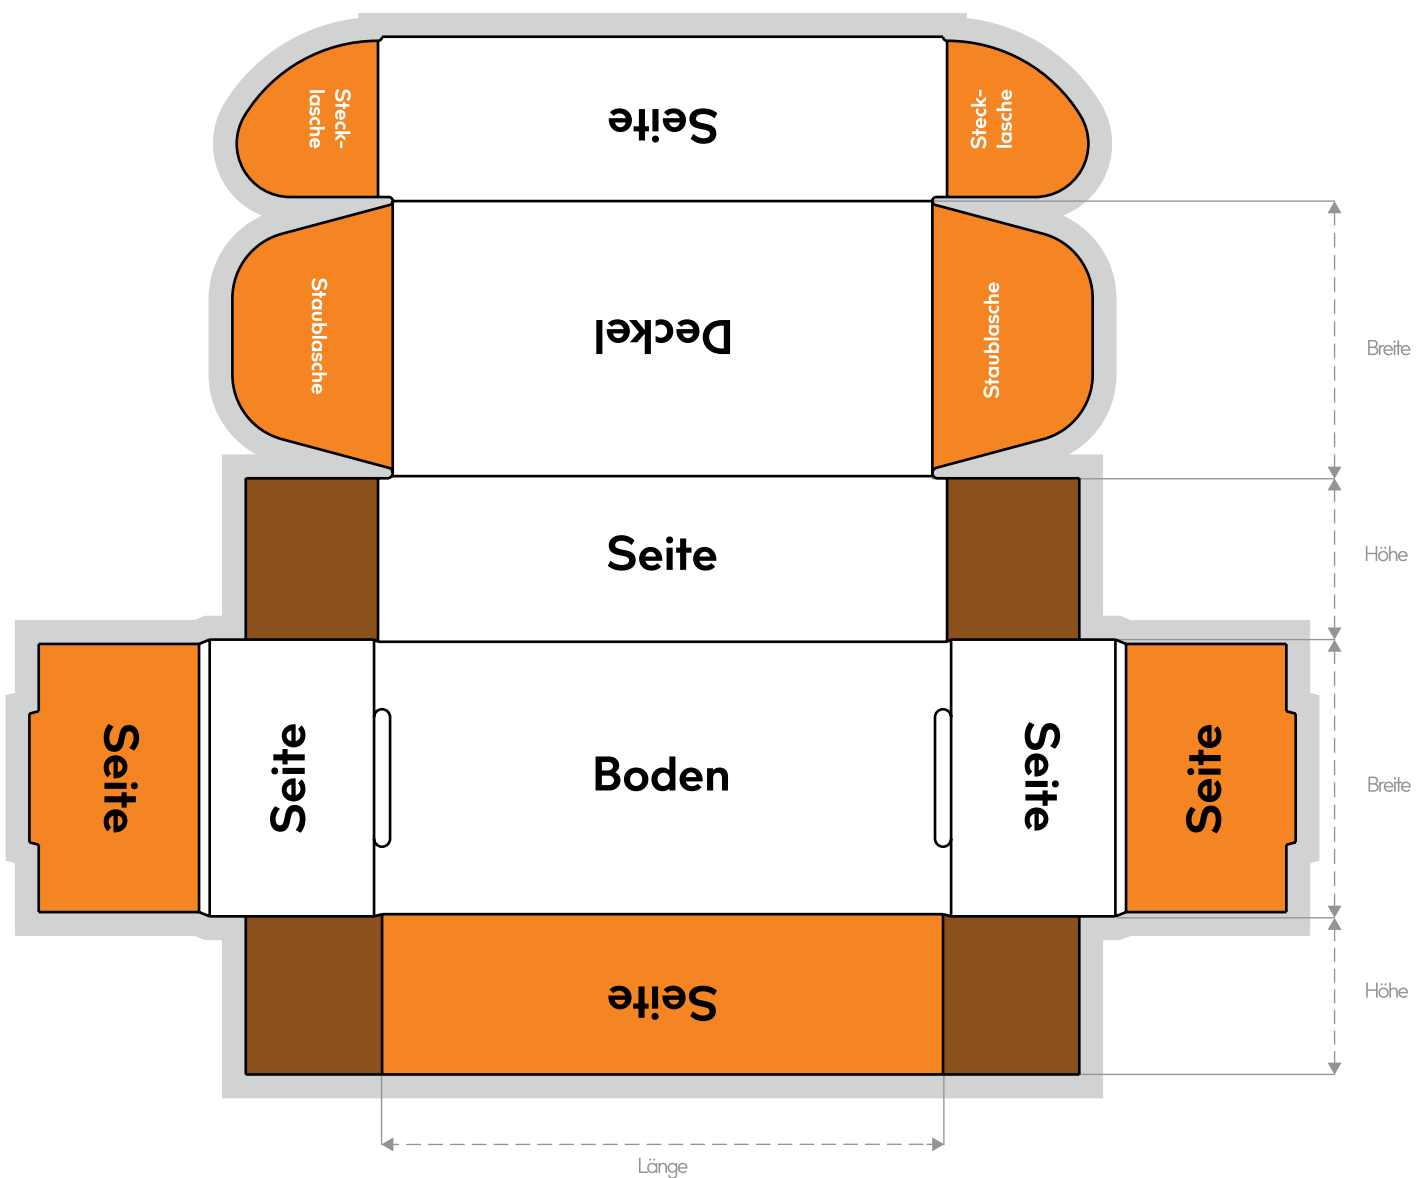 Steck-
lasche
Seite
Steck-
lasche
Staublasche
Deckel
Staublasche
Breite
Seite
Höhe
Seite
Seite
Boden
Seite
Seite
Breite
Seite
Höhe
Länge